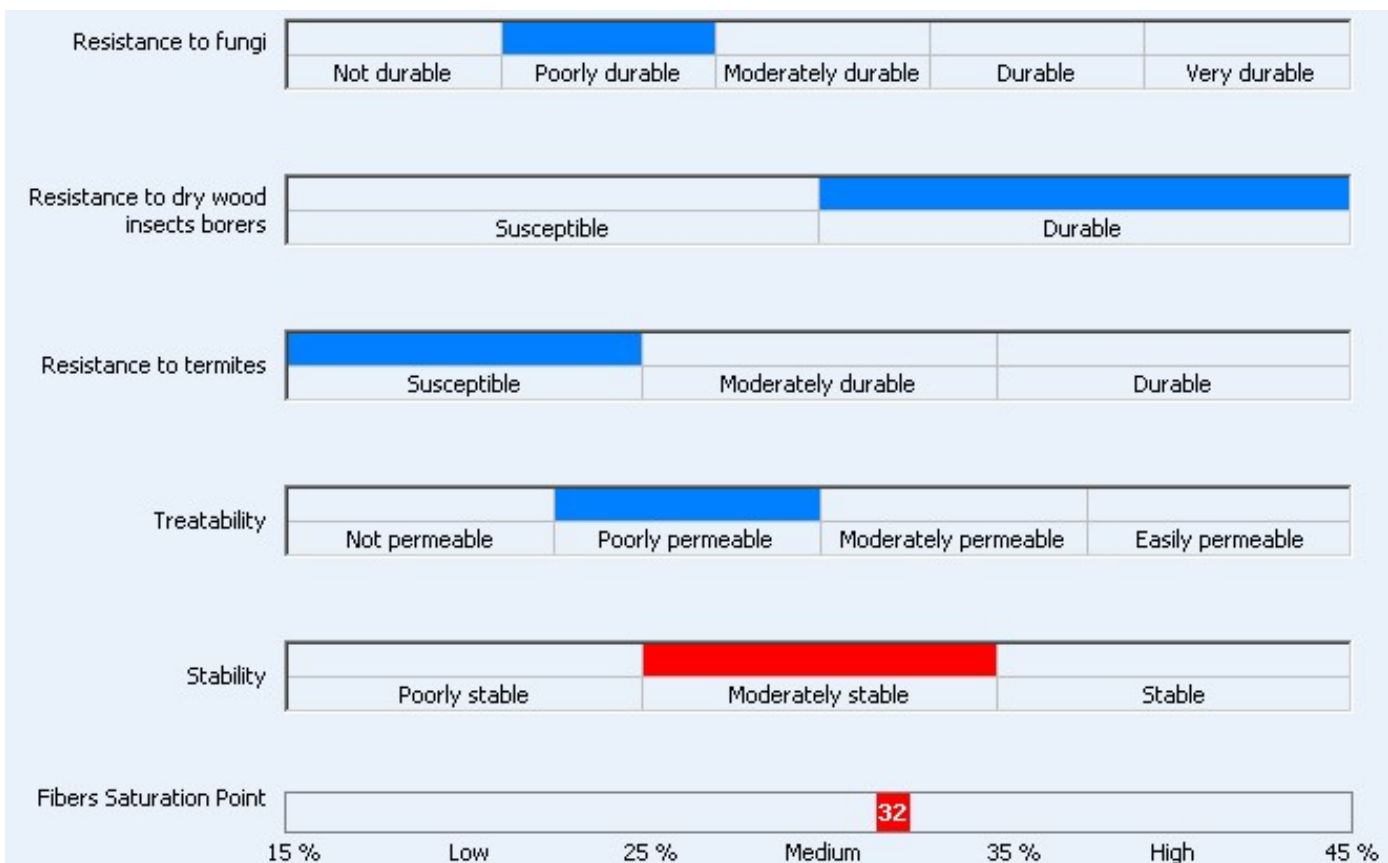 Resistance to fungi
Not durable Poorly durable Moderately durable Durable Very durable
Resistance to dry wood
insects borers
Susceptible Durable
Resistance to termites
Susceptible Moderately durable Durable
Treatability
Not permeable Poorly permeable Moderately permeable Easily permeable
Stability
Poorly stable Moderately stable Stable
Fibers Saturation Point
32
15 % Low 25 % Medium 35 % High 45 %